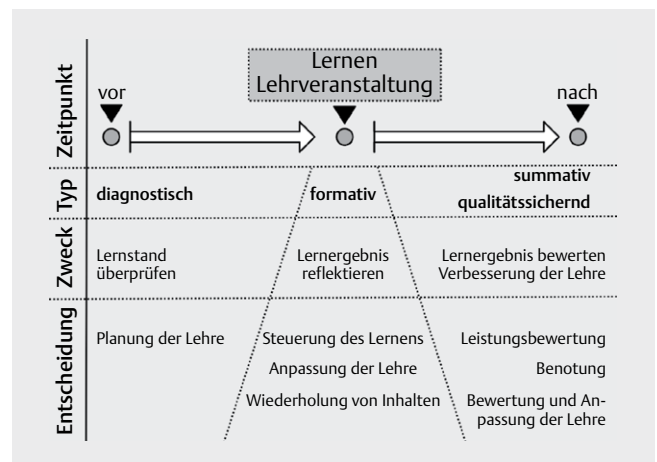 Lernen
Lehrveranstaltung
Zeitpunkt
vor
nach
Typ
diagnostisch
formativ
summativ
qualitätssichernd
Zweck
Lernstand
überprüfen
Lernergebnis
reflektieren
Lernergebnis bewerten
Verbesserung der Lehre
Entscheidung
Planung der Lehre
Steuerung des Lernens
Anpassung der Lehre
Wiederholung von Inhalten
Leistungsbewertung
Benotung
Bewertung und An-
passung der Lehre